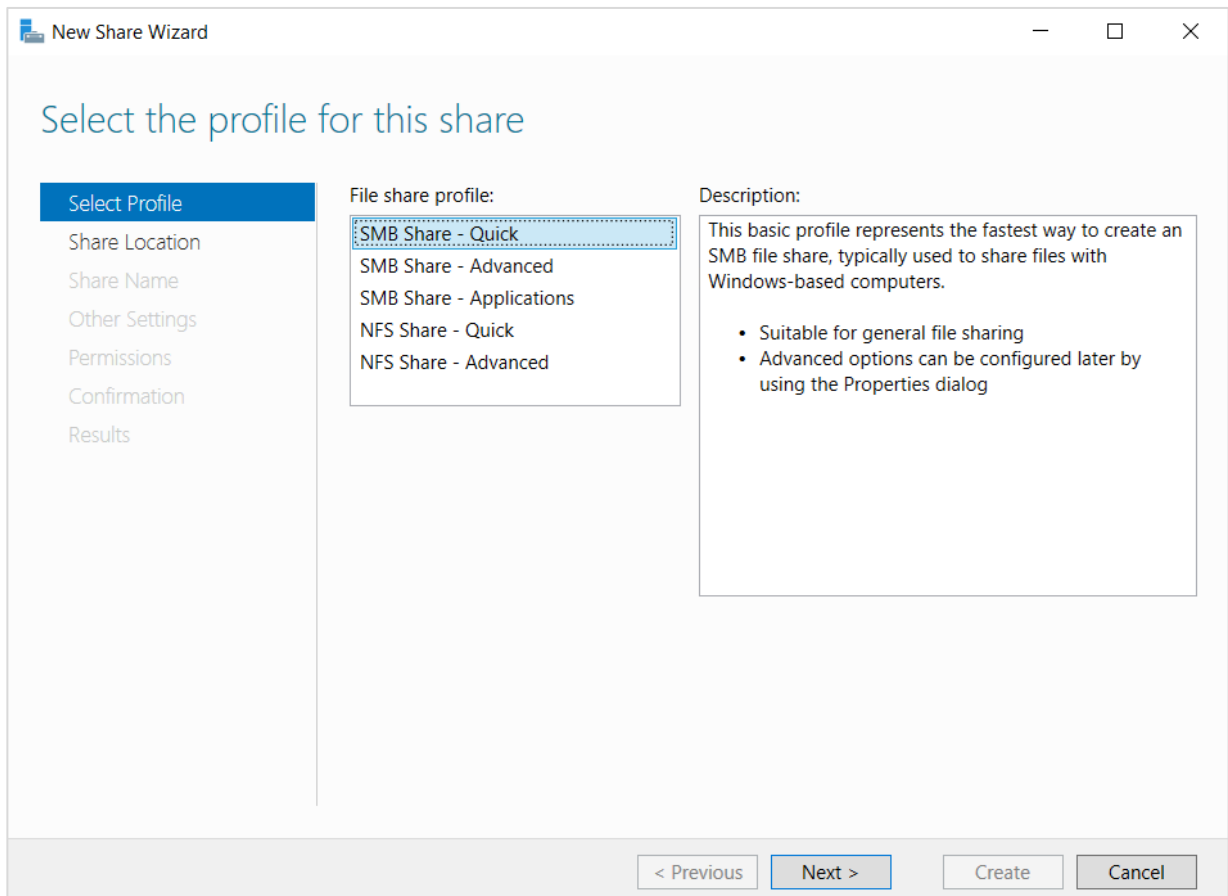 New Share Wizard
Select the profile for this share
Select Profile
Share Location
Share Name
Other Settings
Permissions
Confirmation
Results
File share profile:
SMB Share - Quick
SMB Share - Advanced
SMB Share - Applications
NFS Share - Quick
NFS Share - Advanced
Description:
This basic profile represents the fastest way to create an
SMB file share, typically used to share files with
Windows-based computers.
• Suitable for general file sharing
• Advanced options can be configured later by
using the Properties dialog
< Previous
Next >
Create
Cancel